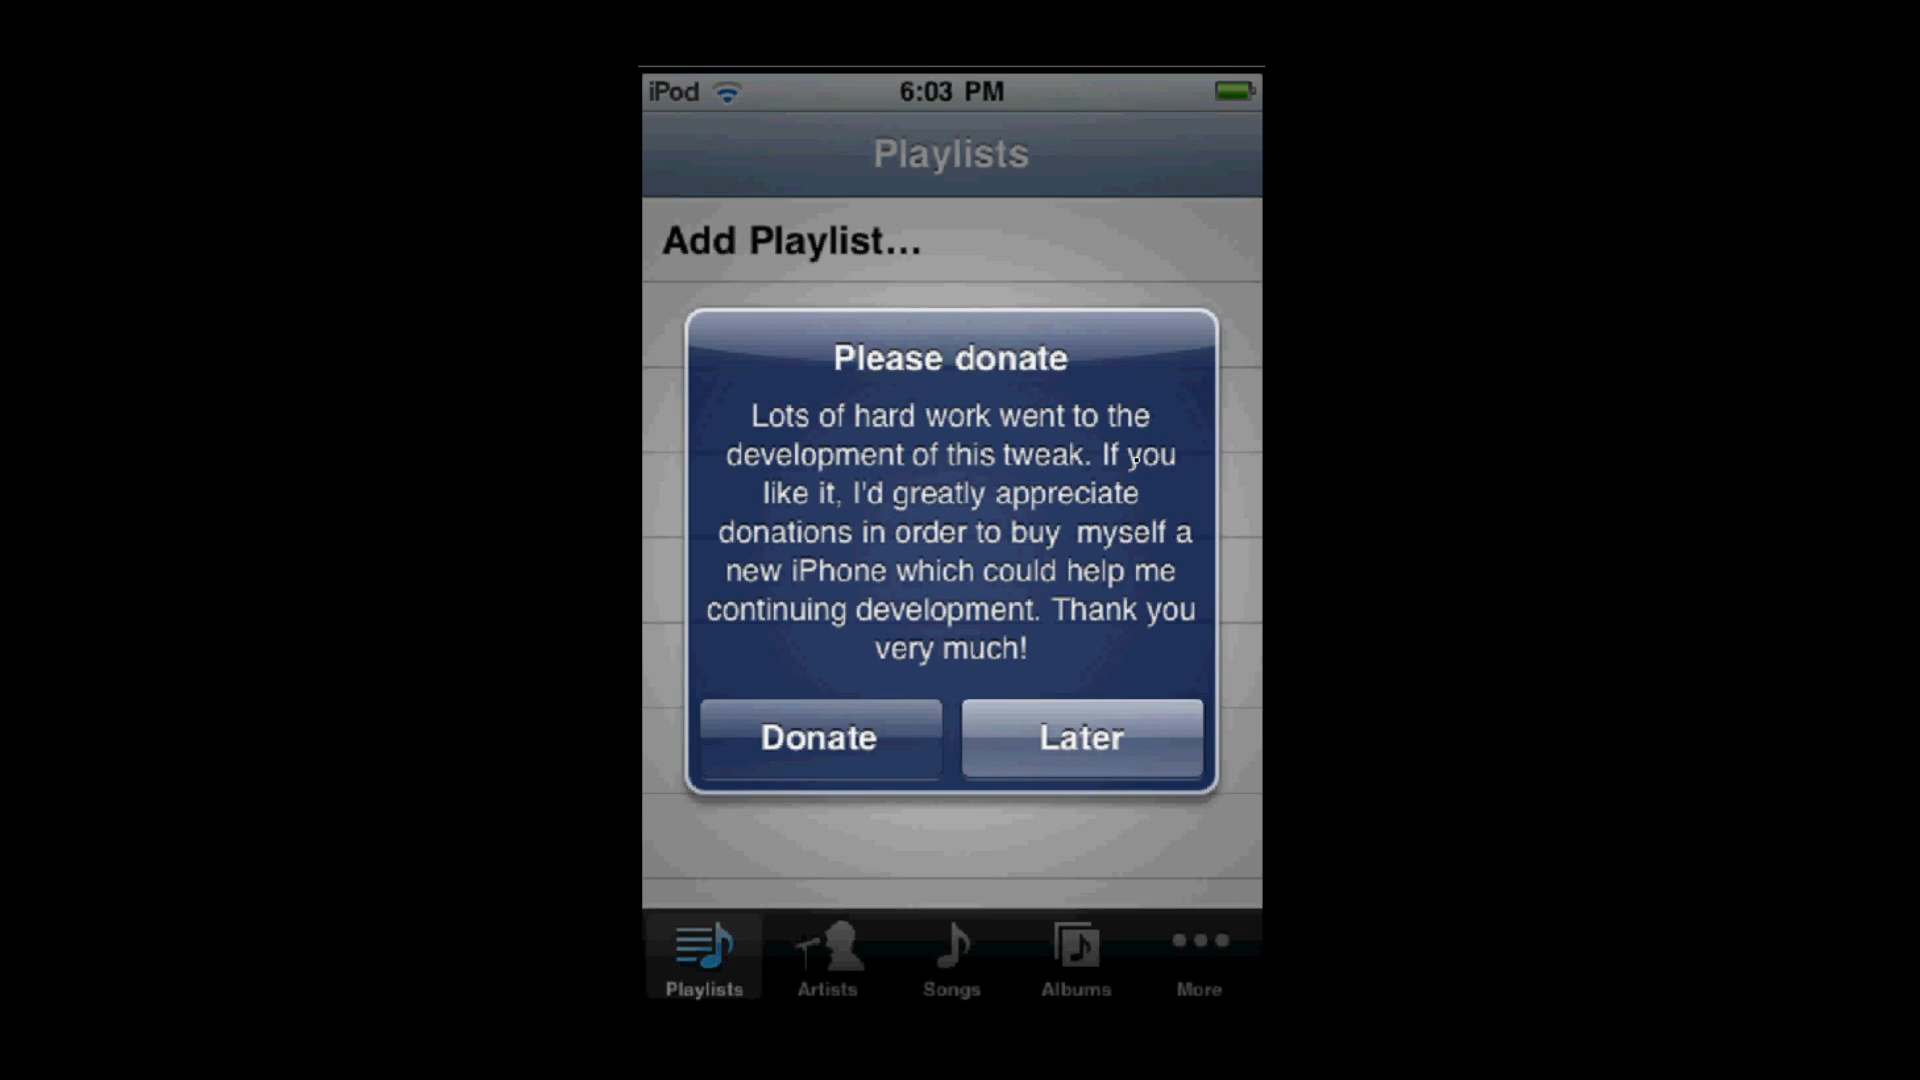 iPod 6:03 PM
Playlists
Add Playlist...
Please donate
Lots of hard work went to the
development of this tweak. If you
like it, I'd greatly appreciate
donations in order to buy  myself a
new iPhone which could help me
continuing development. Thank you
very much!
Donate Later
Playlists Artists Songs Albums More